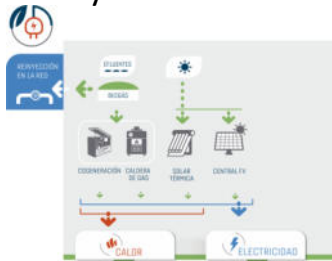 REINYECCIÓN
EN LA RED
EFLUENTES
BIOGÁS
COGENERACIÓN
CALDERA
DE GAS
SOLAR
TÉRMICA
CENTRAL FV
CALOR
ELECTRICIDAD